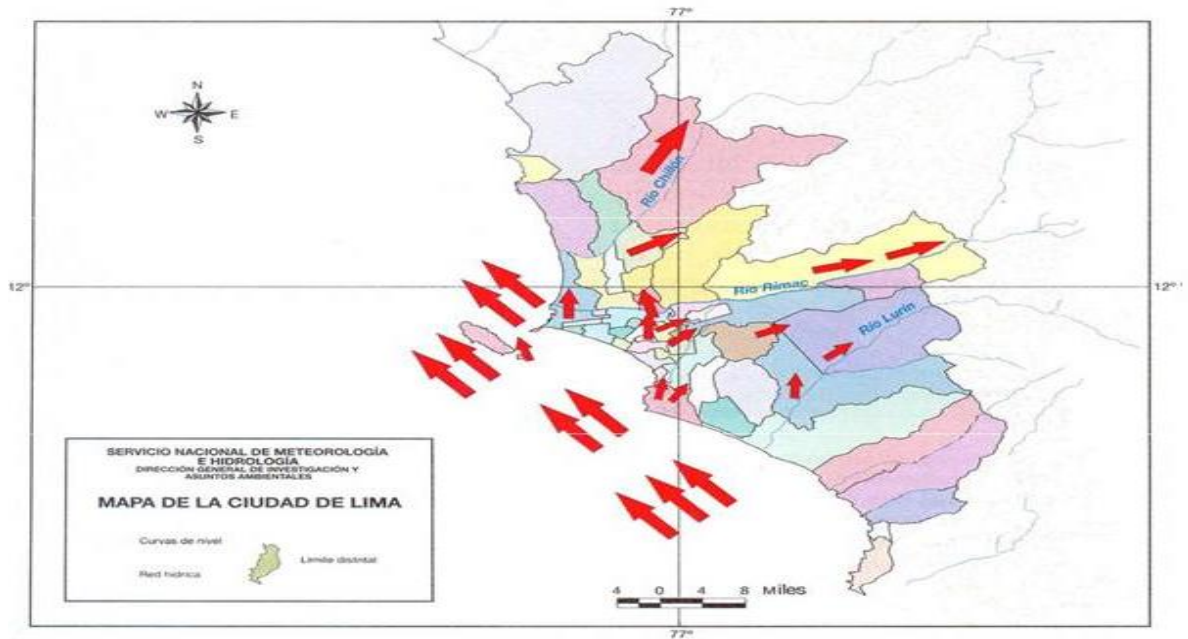 77°
N
W E
S
Río Chillón
12°
12°'
Río Rimac
Río Lurín
SERVICIO NACIONAL DE METEOROLOGÍA
E HIDROLOGÍA
DIRECCIÓN GENERAL DE INVESTIGACIÓN Y
ASUNTOS AMBIENTALES
MAPA DE LA CIUDAD DE LIMA
Curvas de nivel
Limite distrital
Red hídrica
4 0 4 8 Miles
77°